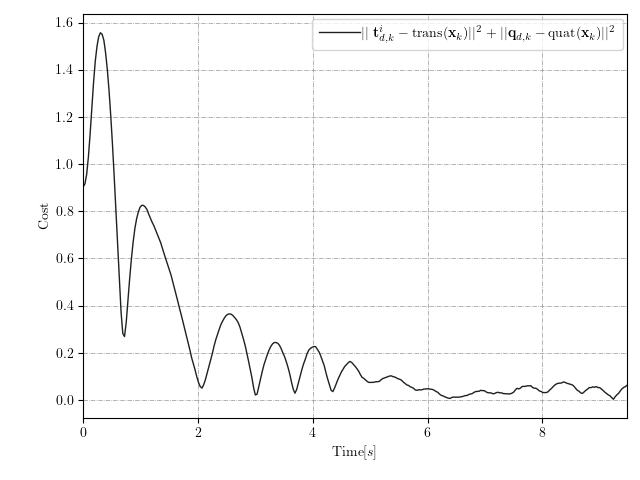 1.6
1.4
1.2
1.0
0.8
0.6
0.4
0.2
0.0
Cost
|| t^i_{d,k} − trans(x_k)||² + ||q_{d,k} − quat(x_k)||²
0 2 4 6 8
Time[s]